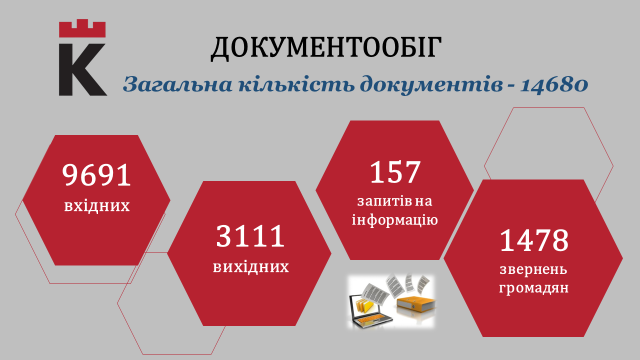 К
ДОКУМЕНТООБІГ
Загальна кількість документів - 14680
9691
вхідних
3111
вихідних
157
запитів на
інформацію
1478
звернень
громадян